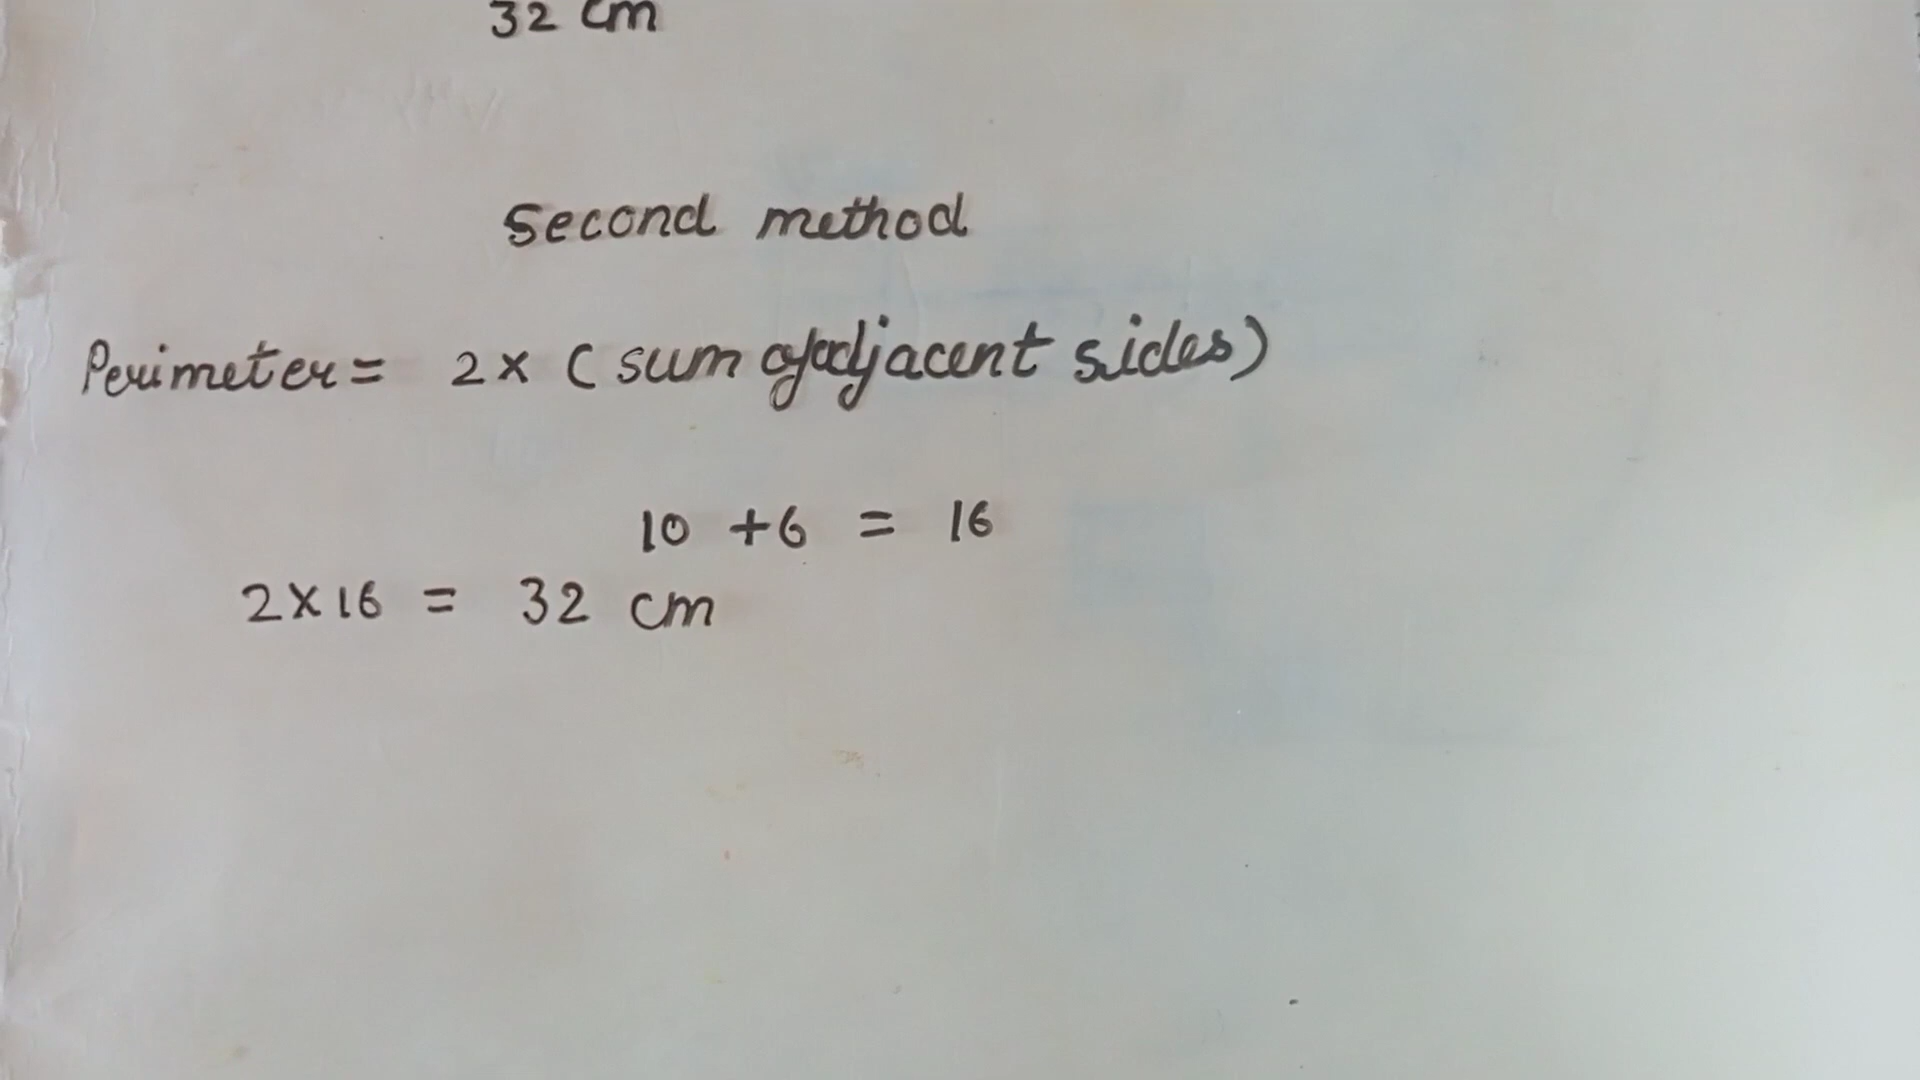 32 cm
Second method
Perimeter = 2 x ( sum of adjacent sides)
10 + 6 = 16
2 x 16 = 32 cm